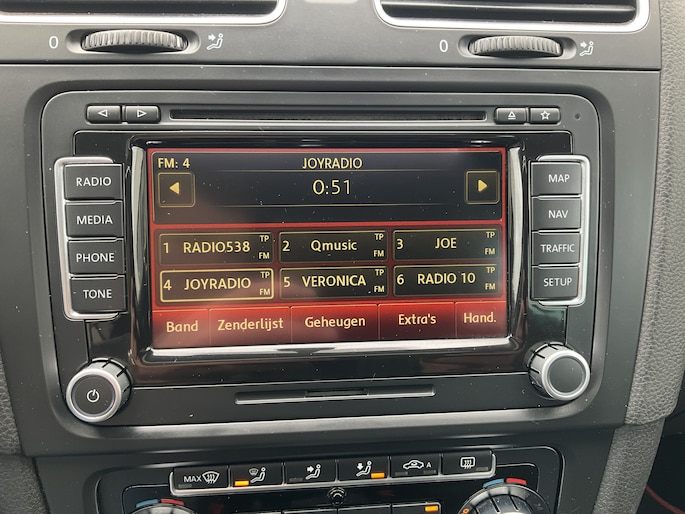 0 0
RADIO
MEDIA
PHONE
TONE
FM: 4 JOYRADIO
0:51
1 RADIO538 TP FM 2 Qmusic TP FM 3 JOE TP FM
4 JOYRADIO TP FM 5 VERONICA TP FM 6 RADIO 10 TP FM
Band Zenderlijst Geheugen Extra's Hand.
MAP
NAV
TRAFFIC
SETUP
MAX A